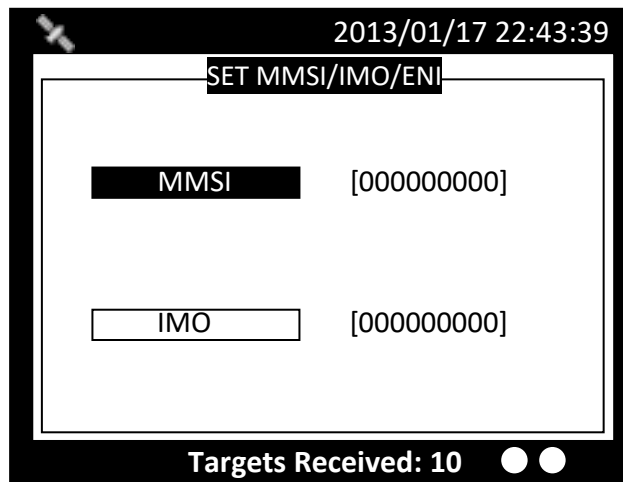 2013/01/17 22:43:39
SET MMSI/IMO/ENI
MMSI [000000000]
IMO [000000000]
Targets Received: 10